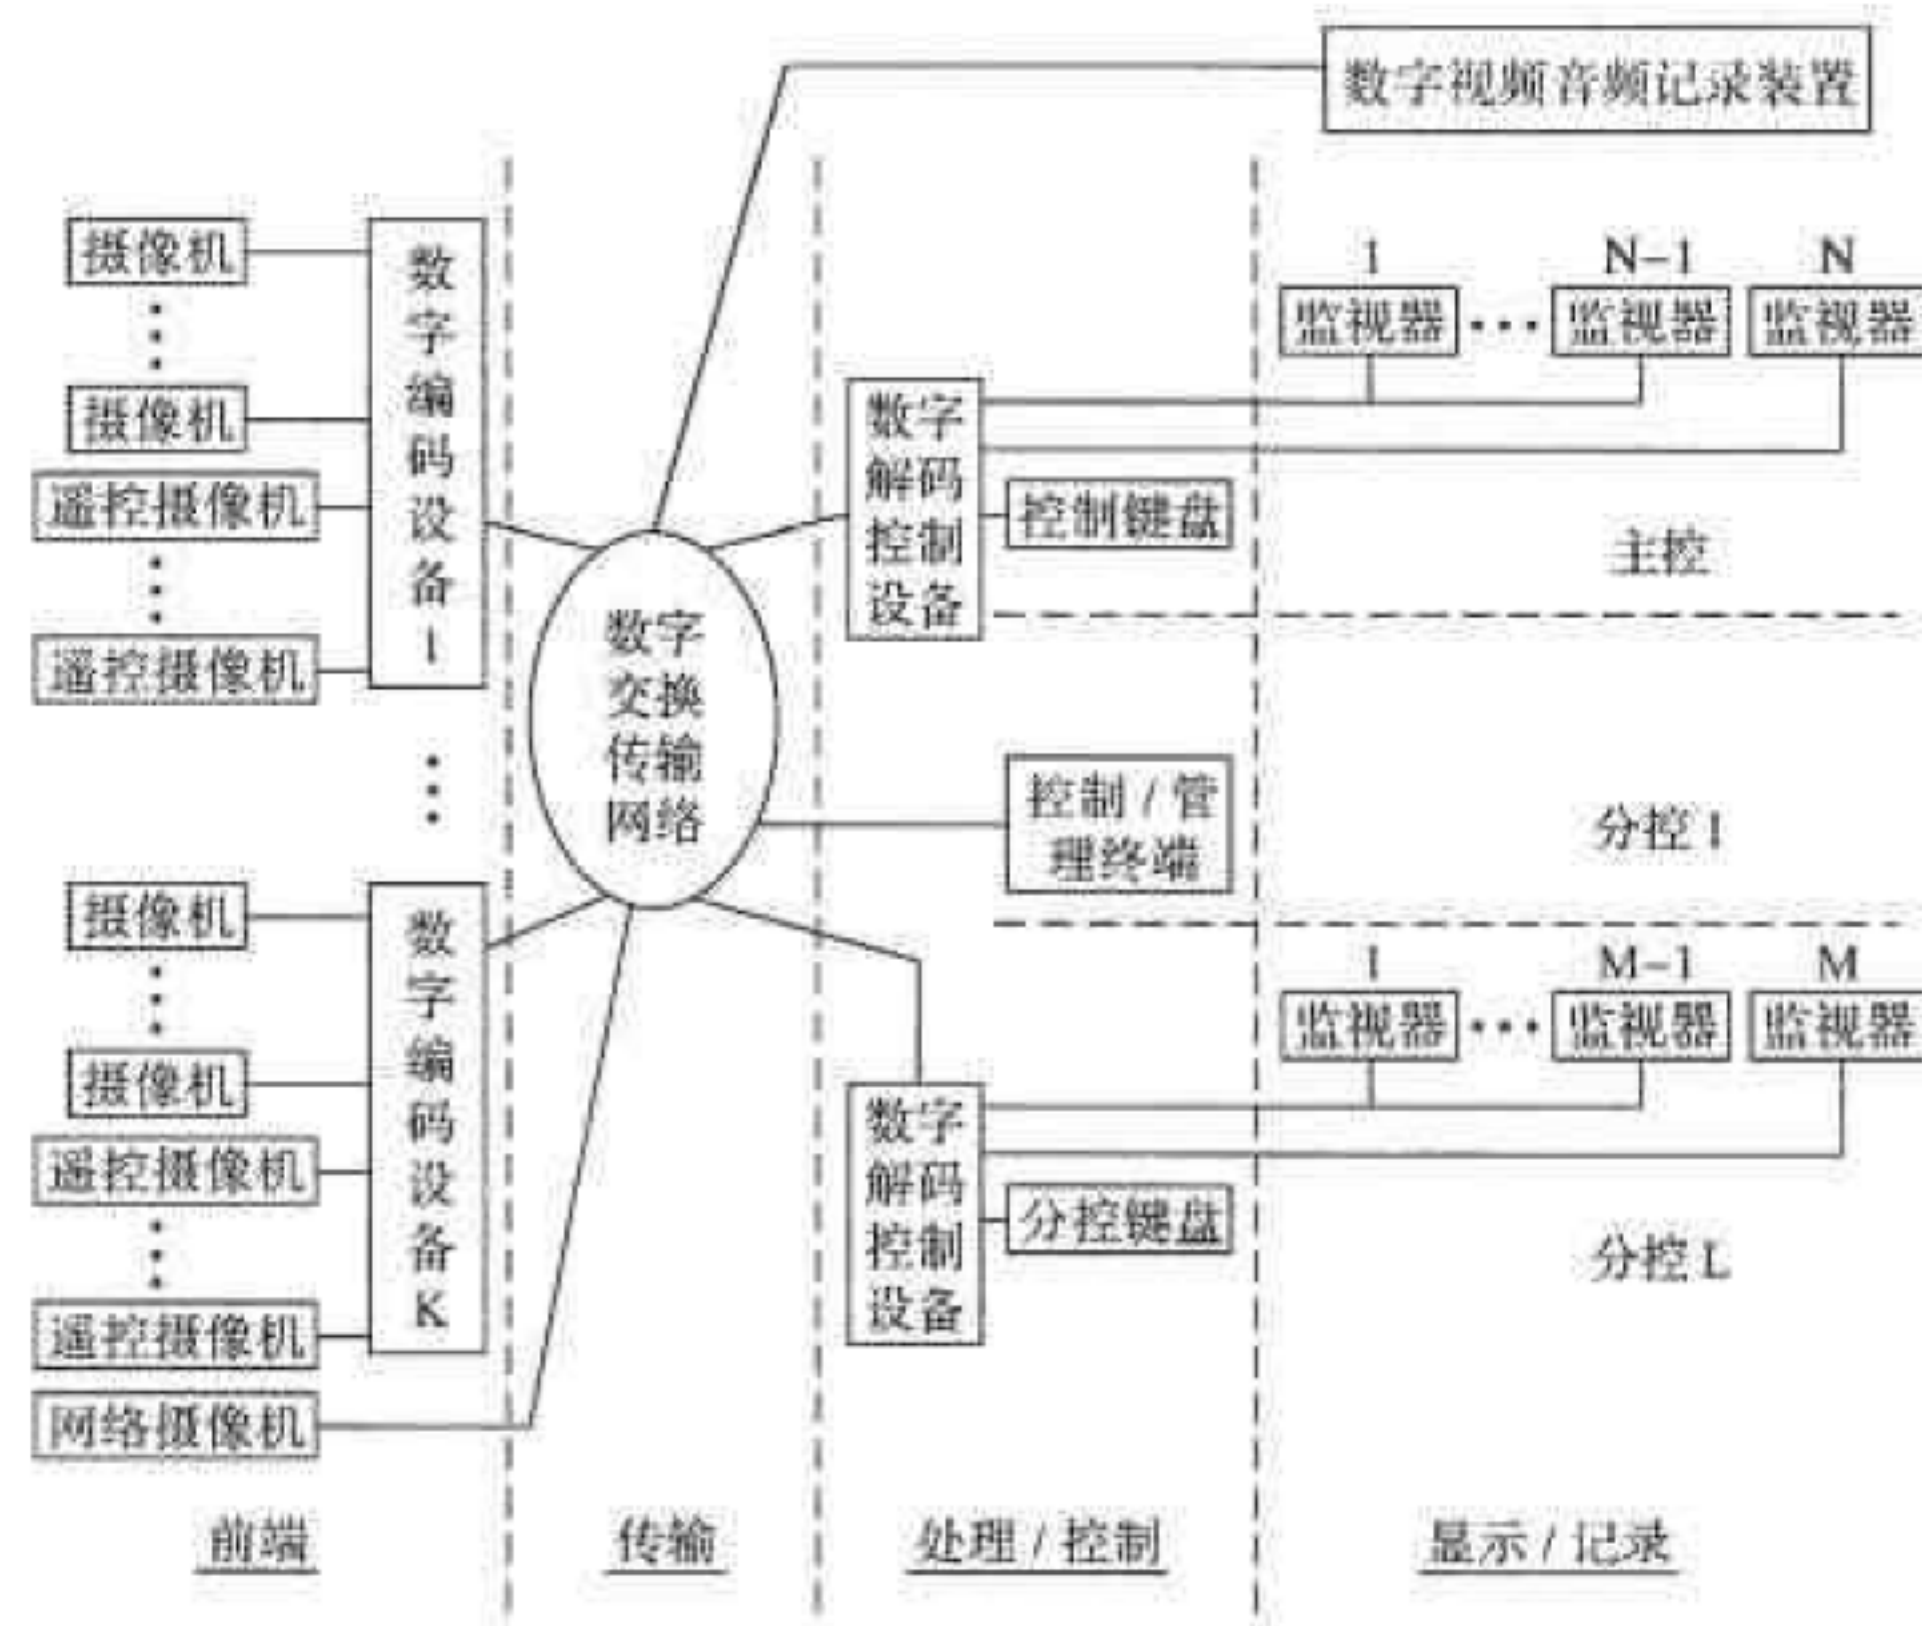 数字视频音频记录装置
摄像机
摄像机
遥控摄像机
遥控摄像机
数字编码设备1
数字
交换
传输
网络
数字
解码
控制
设备
控制键盘
1
N-1
N
监视器
监视器
监视器
主控
控制/管
理终端
分控1
摄像机
摄像机
遥控摄像机
遥控摄像机
网络摄像机
数字编码设备K
数字
解码
控制
设备
分控键盘
1
M-1
M
监视器
监视器
监视器
分控L
前端
传输
处理/控制
显示/记录